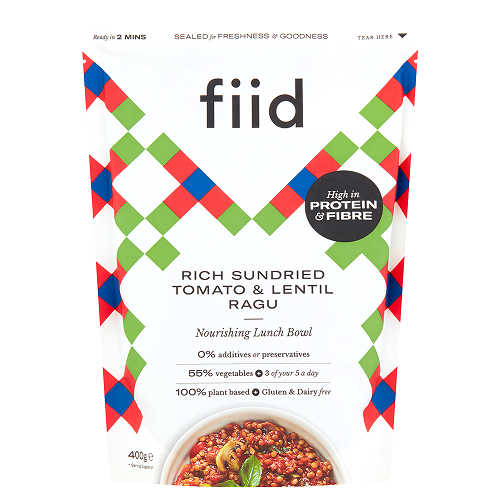 Ready in 2 MINS
SEALED for FRESHNESS & GOODNESS
TEAR HERE
fiid
High in
PROTEIN
& FIBRE
RICH SUNDRIED
TOMATO & LENTIL
RAGU
Nourishing Lunch Bowl
0% additives or preservatives
55% vegetables + 3 of your 5 a day
100% plant based + Gluten & Dairy free
400g e